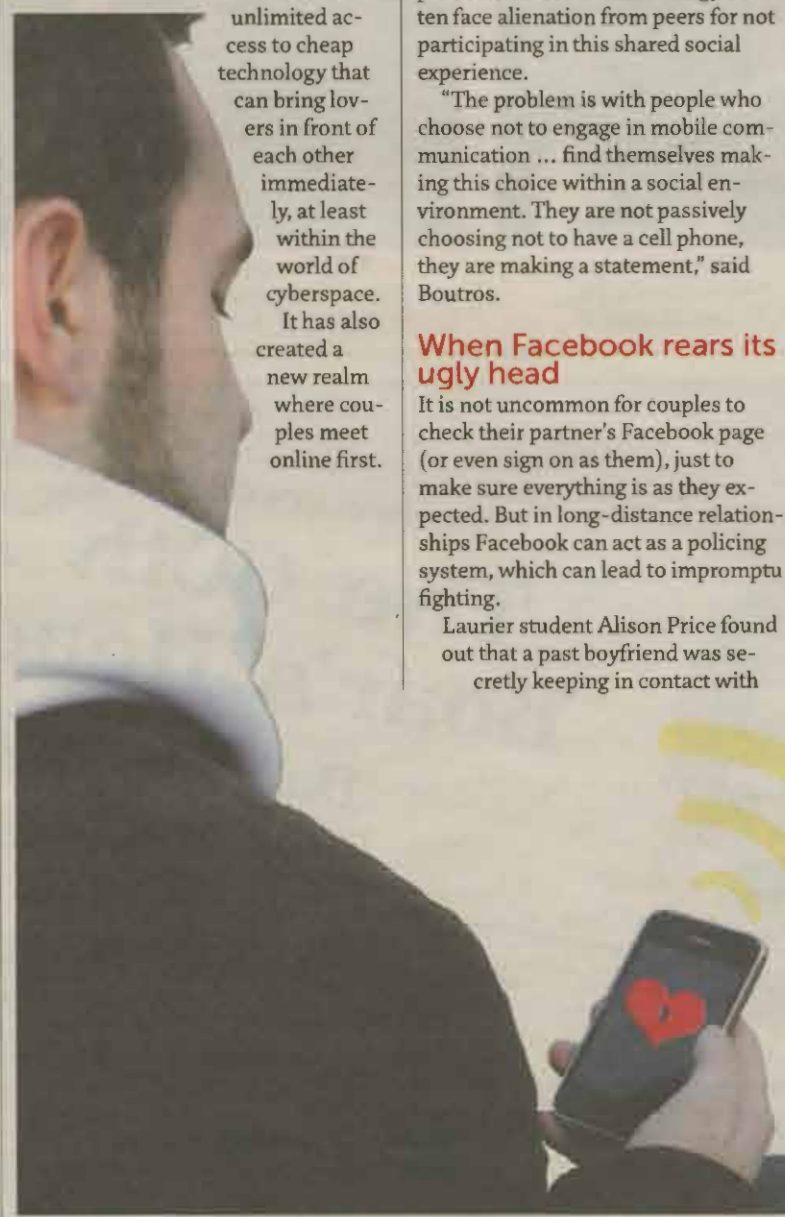 unlimited ac-
cess to cheap
technology that
can bring lov-
ers in front of
each other
immediate-
ly, at least
within the
world of
cyberspace.
It has also
created a
new realm
where cou-
ples meet
online first.
ten face alienation from peers for not
participating in this shared social
experience.
"The problem is with people who
choose not to engage in mobile com-
munication ... find themselves mak-
ing this choice within a social en-
vironment. They are not passively
choosing not to have a cell phone,
they are making a statement," said
Boutros.
When Facebook rears its
ugly head
It is not uncommon for couples to
check their partner's Facebook page
(or even sign on as them), just to
make sure everything is as they ex-
pected. But in long-distance relation-
ships Facebook can act as a policing
system, which can lead to impromptu
fighting.
Laurier student Alison Price found
out that a past boyfriend was se-
cretly keeping in contact with